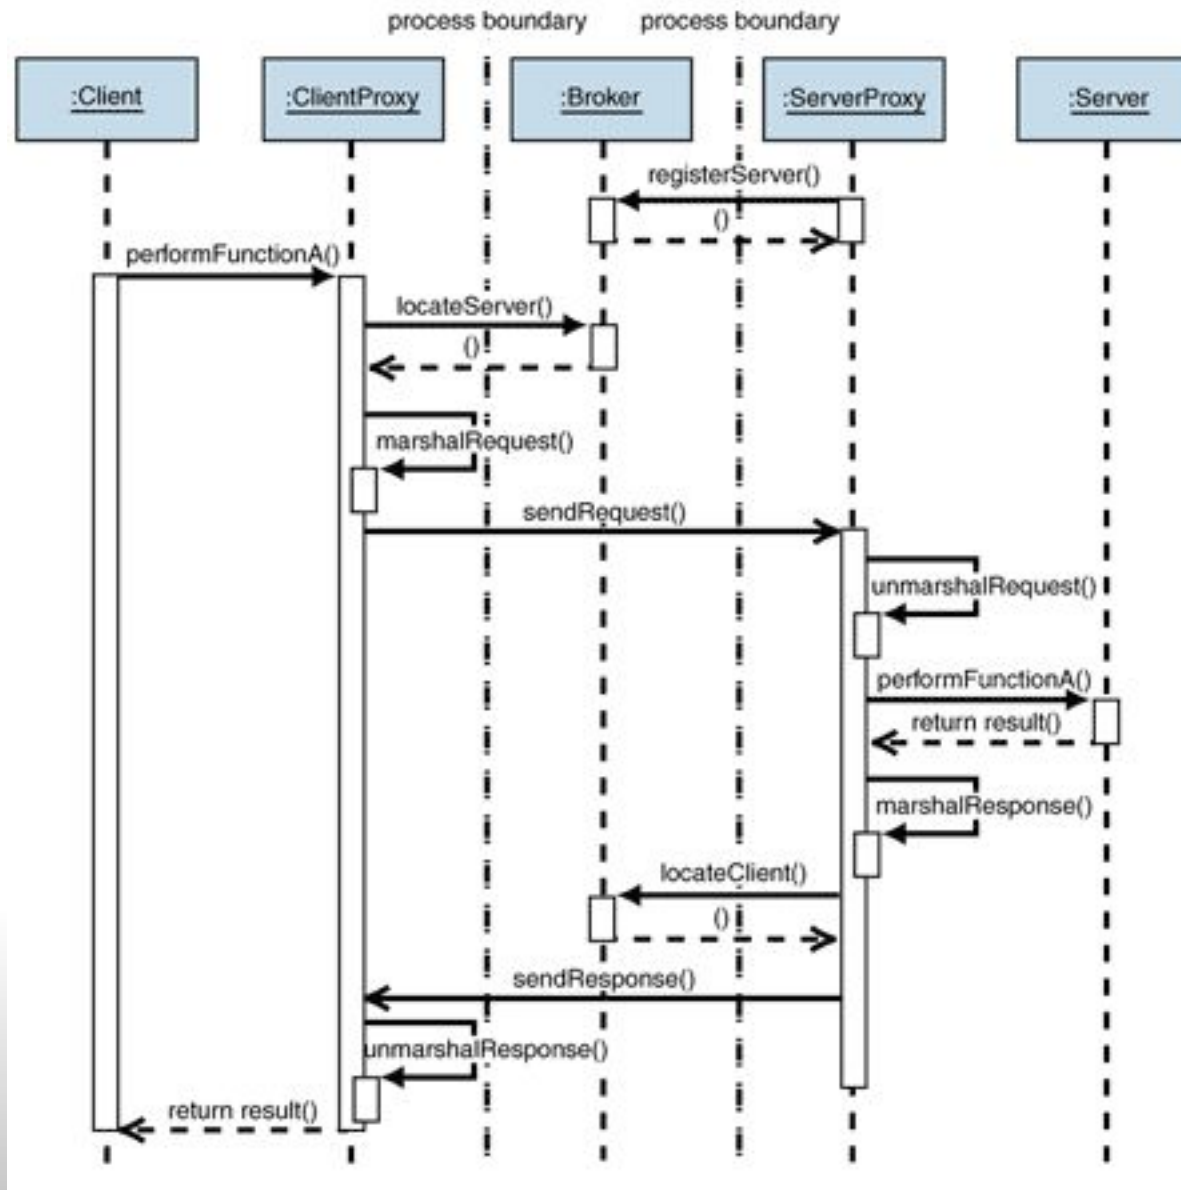 process boundary
process boundary
:Client
:ClientProxy
:Broker
:ServerProxy
:Server
registerServer()
()
performFunctionA()
locateServer()
()
marshalRequest()
sendRequest()
unmarshalRequest()
performFunctionA()
return result()
marshalResponse()
locateClient()
()
sendResponse()
unmarshalResponse()
return result()